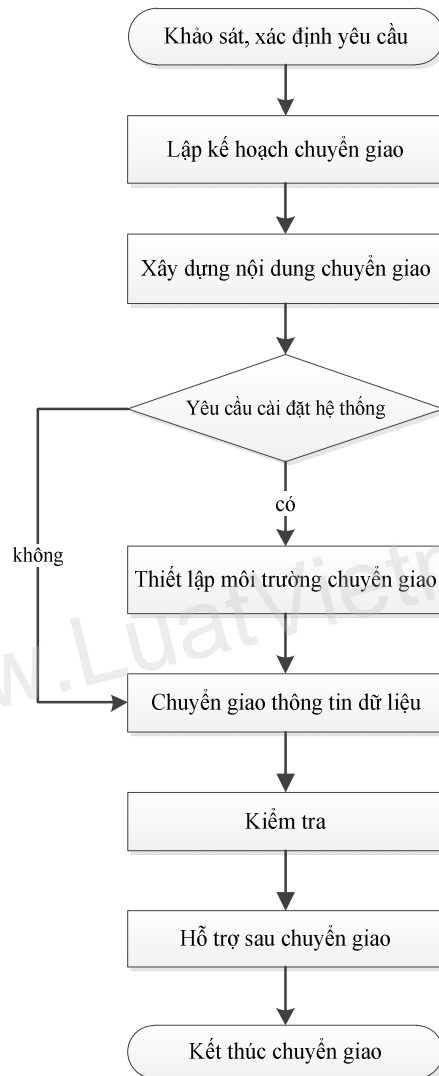 Khảo sát, xác định yêu cầu
Lập kế hoạch chuyển giao
Xây dựng nội dung chuyển giao
Yêu cầu cài đặt hệ thống
có
không
Thiết lập môi trường chuyển giao
Chuyển giao thông tin dữ liệu
Kiểm tra
Hỗ trợ sau chuyển giao
Kết thúc chuyển giao
w.LuatVietn